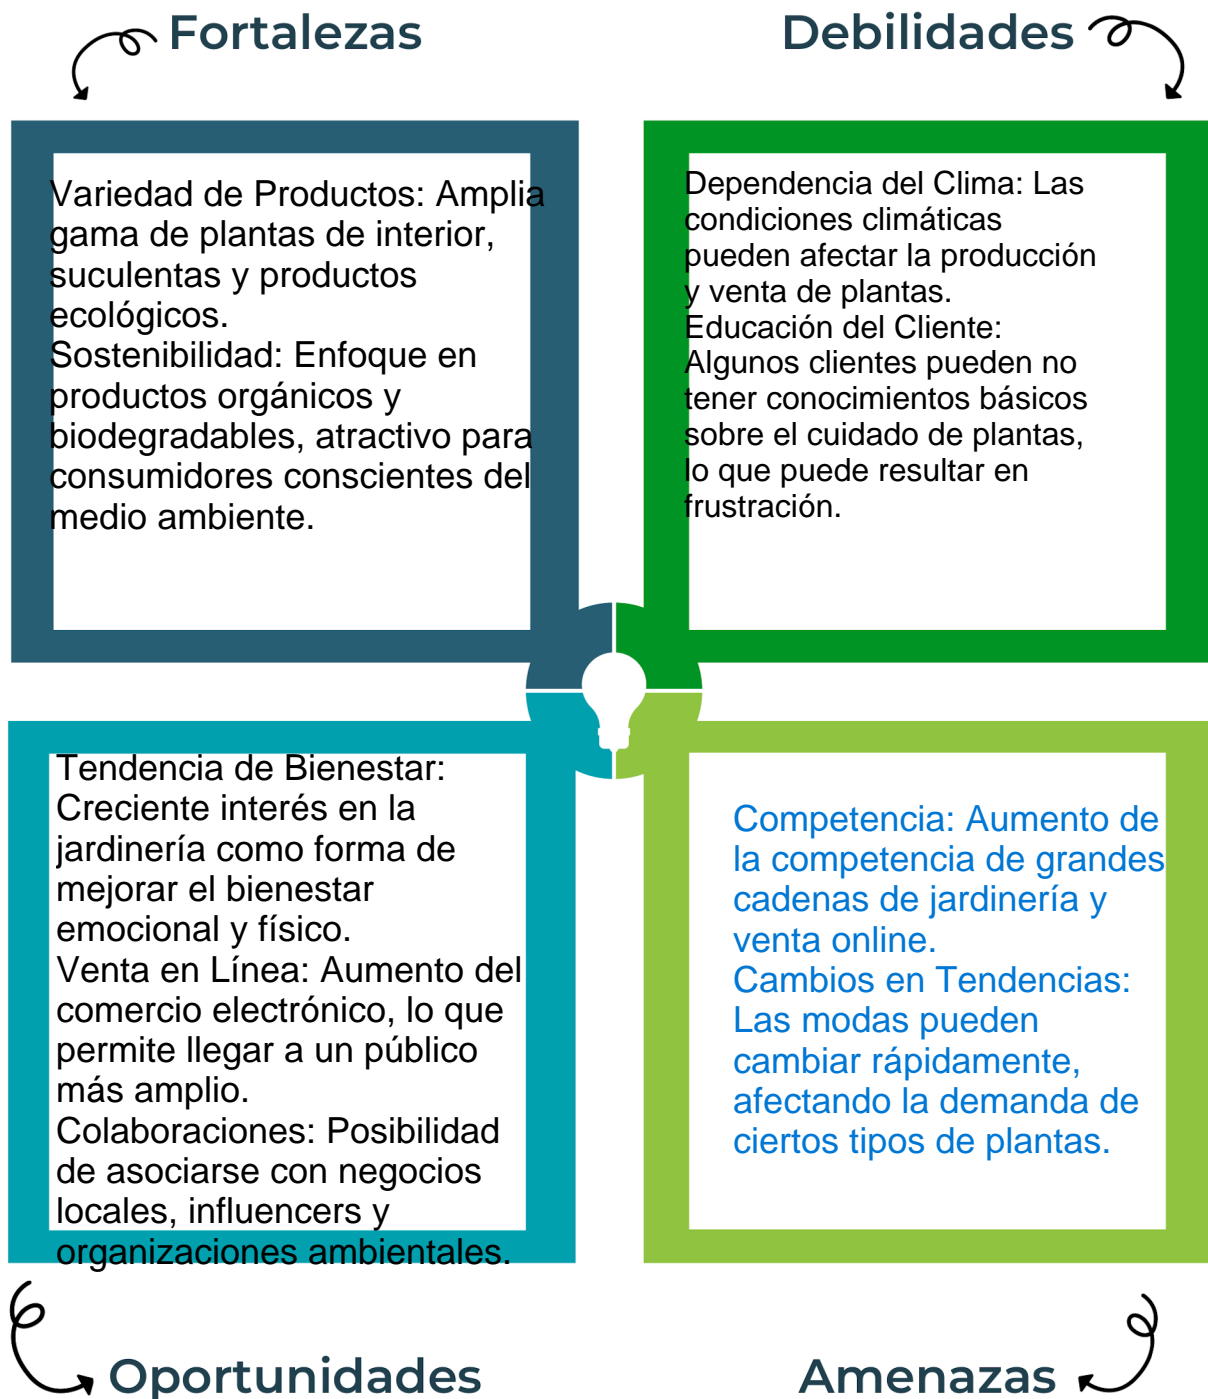 Fortalezas
Variedad de Productos: Amplia
gama de plantas de interior,
suculentas y productos
ecológicos.
Sostenibilidad: Enfoque en
productos orgánicos y
biodegradables, atractivo para
consumidores conscientes del
medio ambiente.
Debilidades
Dependencia del Clima: Las
condiciones climáticas
pueden afectar la producción
y venta de plantas.
Educación del Cliente:
Algunos clientes pueden no
tener conocimientos básicos
sobre el cuidado de plantas,
lo que puede resultar en
frustración.
Tendencia de Bienestar:
Creciente interés en la
jardinería como forma de
mejorar el bienestar
emocional y físico.
Venta en Línea: Aumento del
comercio electrónico, lo que
permite llegar a un público
más amplio.
Colaboraciones: Posibilidad
de asociarse con negocios
locales, influencers y
organizaciones ambientales.
Oportunidades
Competencia: Aumento de
la competencia de grandes
cadenas de jardinería y
venta online.
Cambios en Tendencias:
Las modas pueden
cambiar rápidamente,
afectando la demanda de
ciertos tipos de plantas.
Amenazas